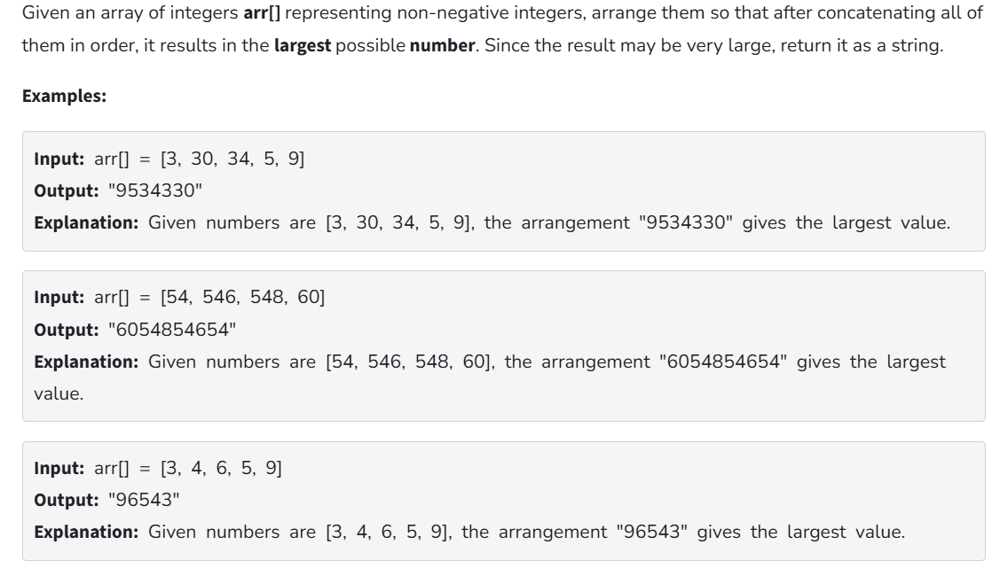 Given an array of integers arr[] representing non-negative integers, arrange them so that after concatenating all of
them in order, it results in the largest possible number. Since the result may be very large, return it as a string.
Examples:
Input: arr[] = [3, 30, 34, 5, 9]
Output: "9534330"
Explanation: Given numbers are [3, 30, 34, 5, 9], the arrangement "9534330" gives the largest value.
Input: arr[] = [54, 546, 548, 60]
Output: "6054854654"
Explanation: Given numbers are [54, 546, 548, 60], the arrangement "6054854654" gives the largest
value.
Input: arr[] = [3, 4, 6, 5, 9]
Output: "96543"
Explanation: Given numbers are [3, 4, 6, 5, 9], the arrangement "96543" gives the largest value.